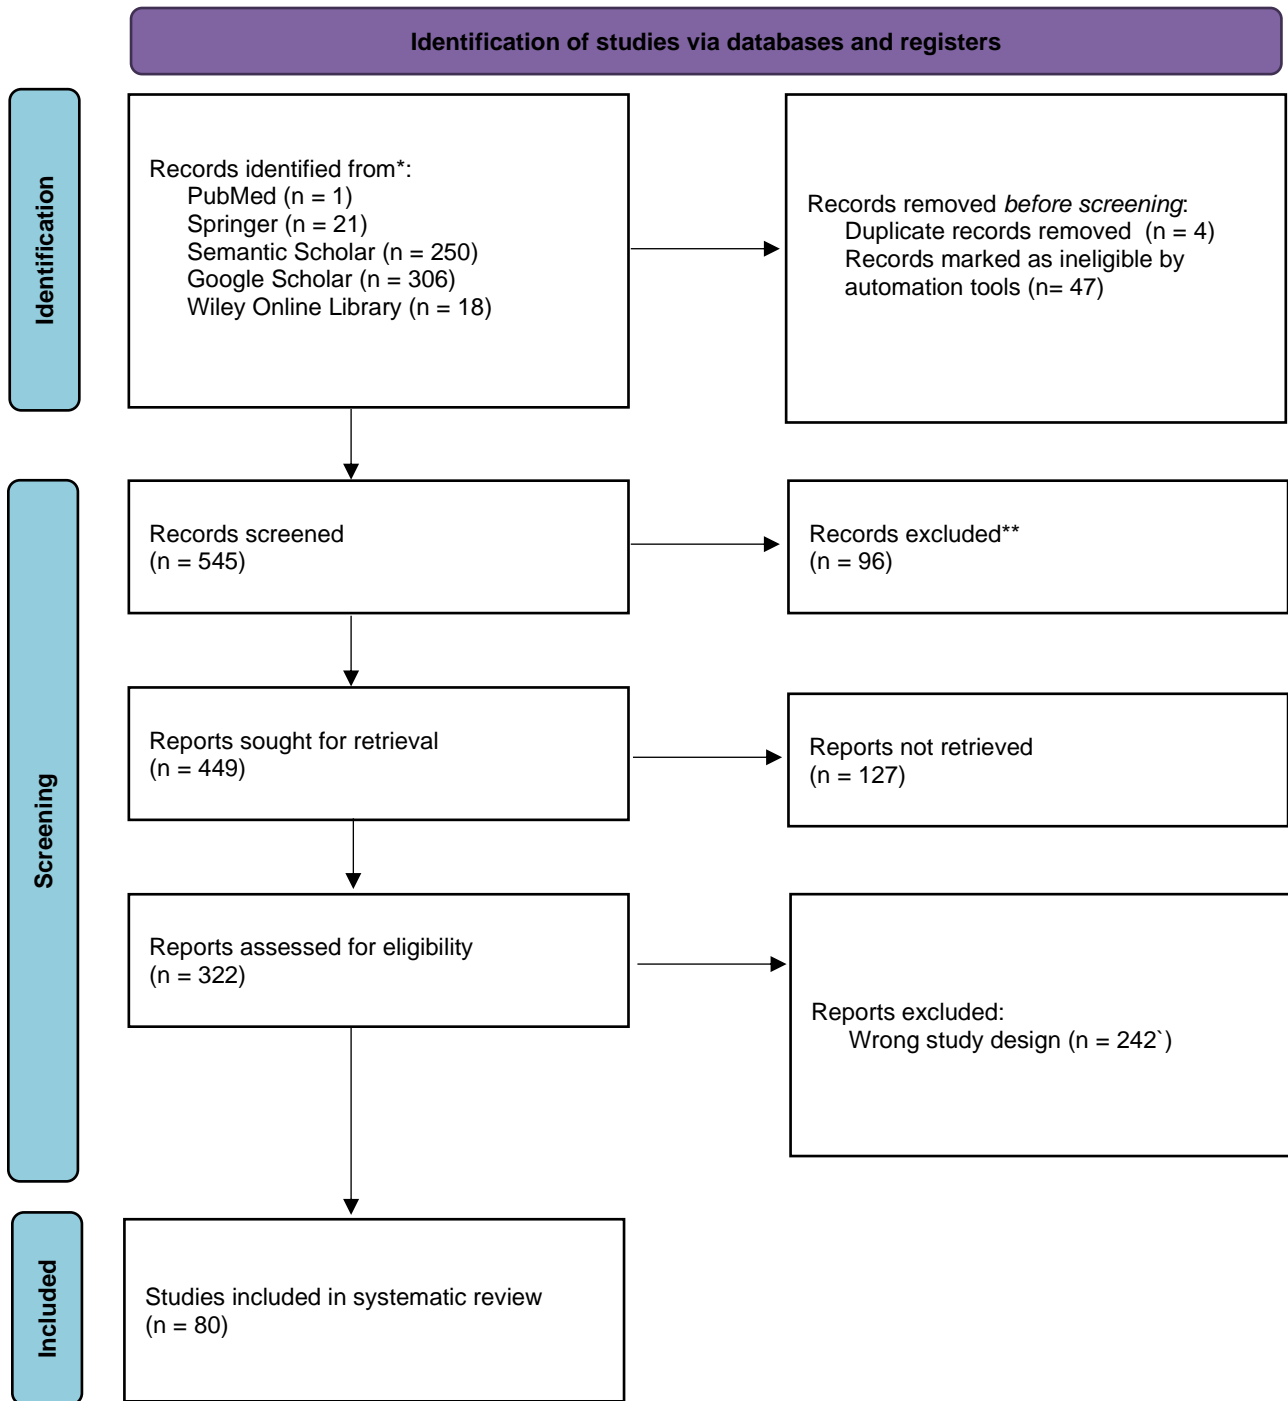 Identification of studies via databases and registers
Identification
Records identified from*:
PubMed (n = 1)
Springer (n = 21)
Semantic Scholar (n = 250)
Google Scholar (n = 306)
Wiley Online Library (n = 18)
Records removed before screening:
Duplicate records removed  (n = 4)
Records marked as ineligible by
automation tools (n= 47)
Screening
Records screened
(n = 545)
Records excluded**
(n = 96)
Reports sought for retrieval
(n = 449)
Reports not retrieved
(n = 127)
Reports assessed for eligibility
(n = 322)
Reports excluded:
Wrong study design (n = 242`)
Included
Studies included in systematic review
(n = 80)